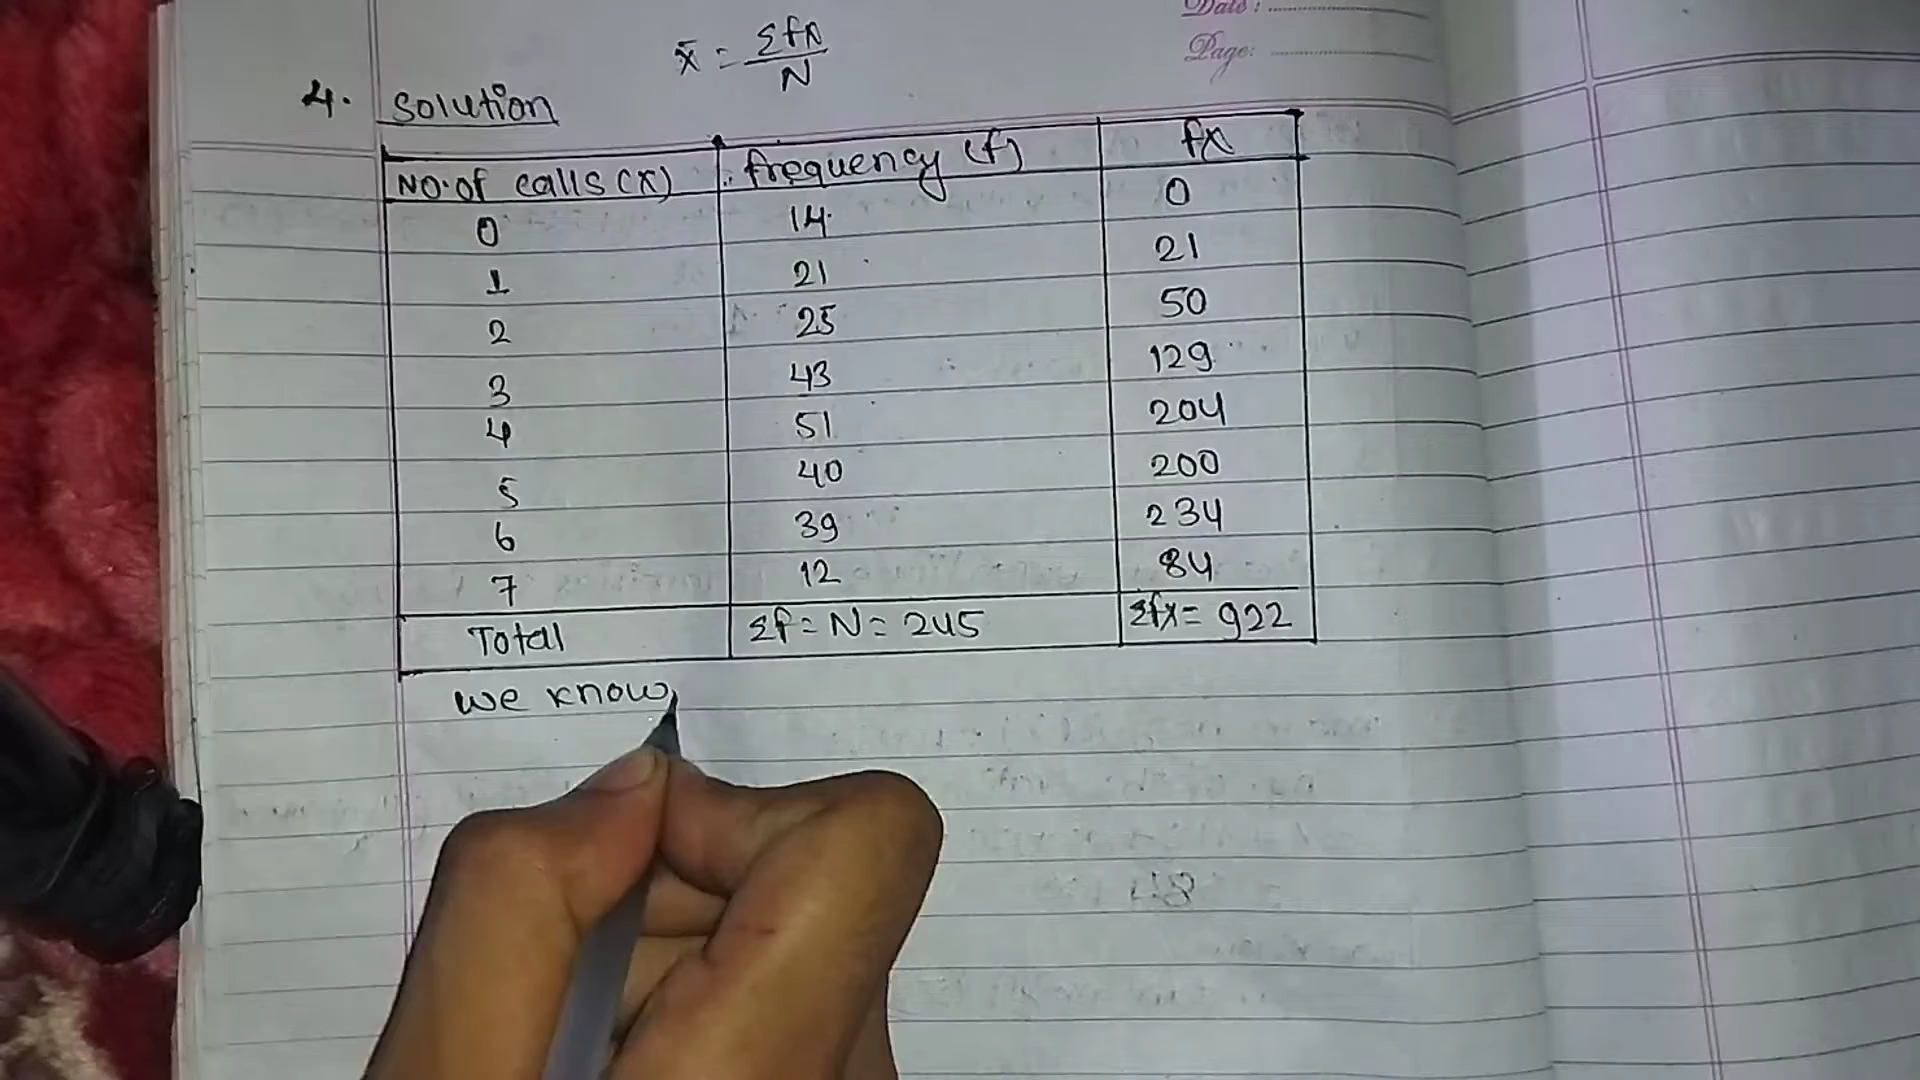 Date:
Page:
x̄ = Σfx/N
4. Solution
NO. of calls (x) frequency (f) fx
0 14 0
1 21 21
2 25 50
3 43 129
4 51 204
5 40 200
6 39 234
7 12 84
Total Σf = N = 245 Σfx = 922
we know,